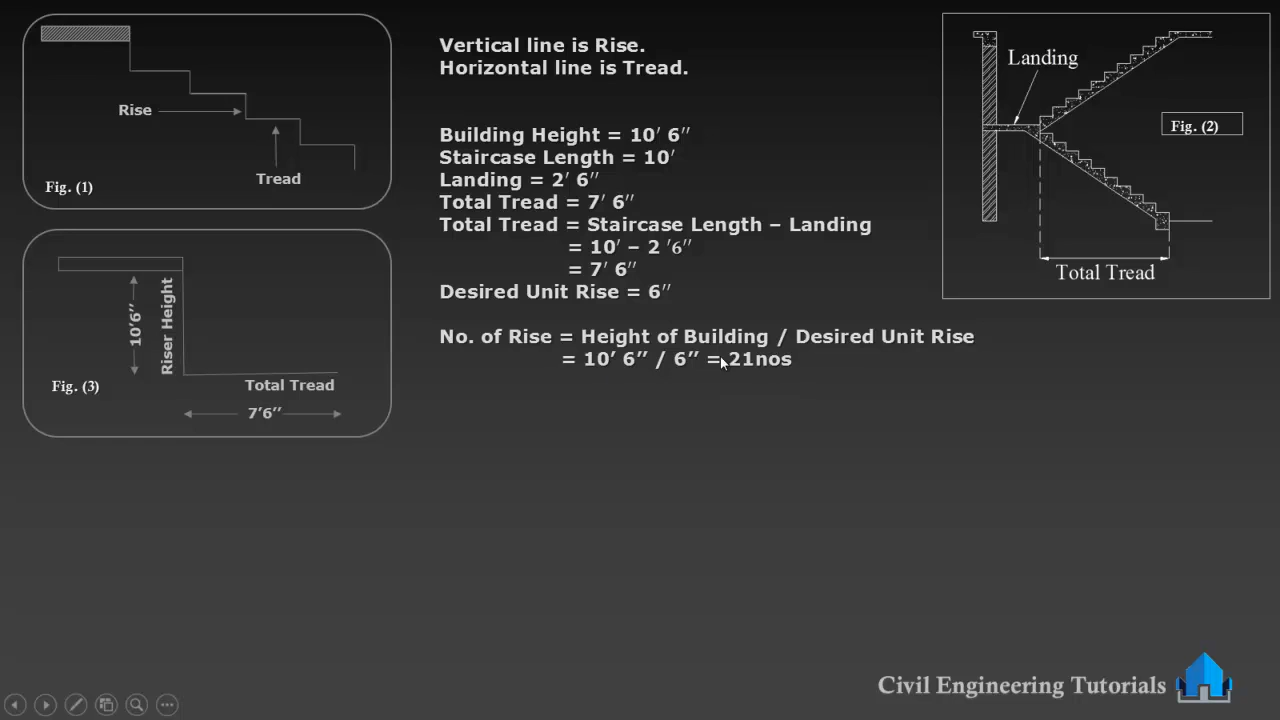 Rise
Tread
Fig. (1)
10’6’’
Riser Height
Total Tread
7’6’’
Fig. (3)
Vertical line is Rise.
Horizontal line is Tread.
Building Height = 10′ 6′′
Staircase Length = 10′
Landing = 2′ 6′′
Total Tread = 7′ 6′′
Total Tread = Staircase Length – Landing
= 10′ – 2 ′6′′
= 7′ 6′′
Desired Unit Rise = 6′′
No. of Rise = Height of Building / Desired Unit Rise
= 10’ 6’’ / 6’’ = 21nos
Landing
Fig. (2)
Total Tread
Civil Engineering Tutorials